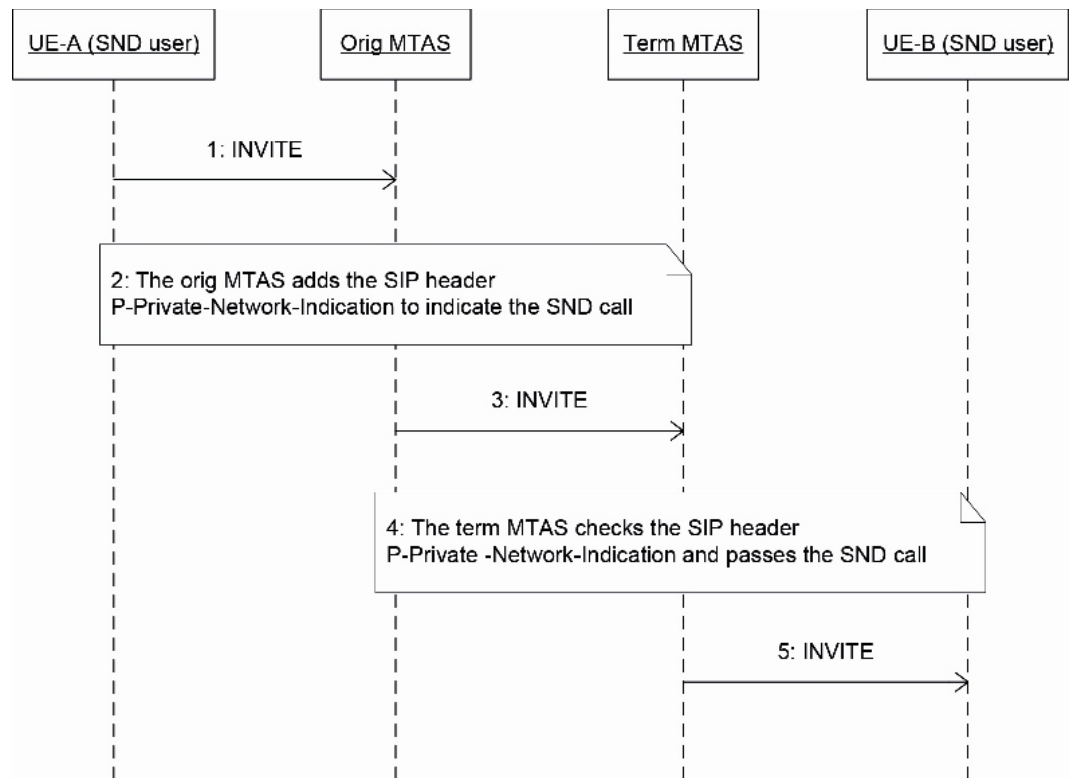 UE-A (SND user)
Orig MTAS
Term MTAS
UE-B (SND user)
1: INVITE
2: The orig MTAS adds the SIP header
P-Private-Network-Indication to indicate the SND call
3: INVITE
4: The term MTAS checks the SIP header
P-Private -Network-Indication and passes the SND call
5: INVITE